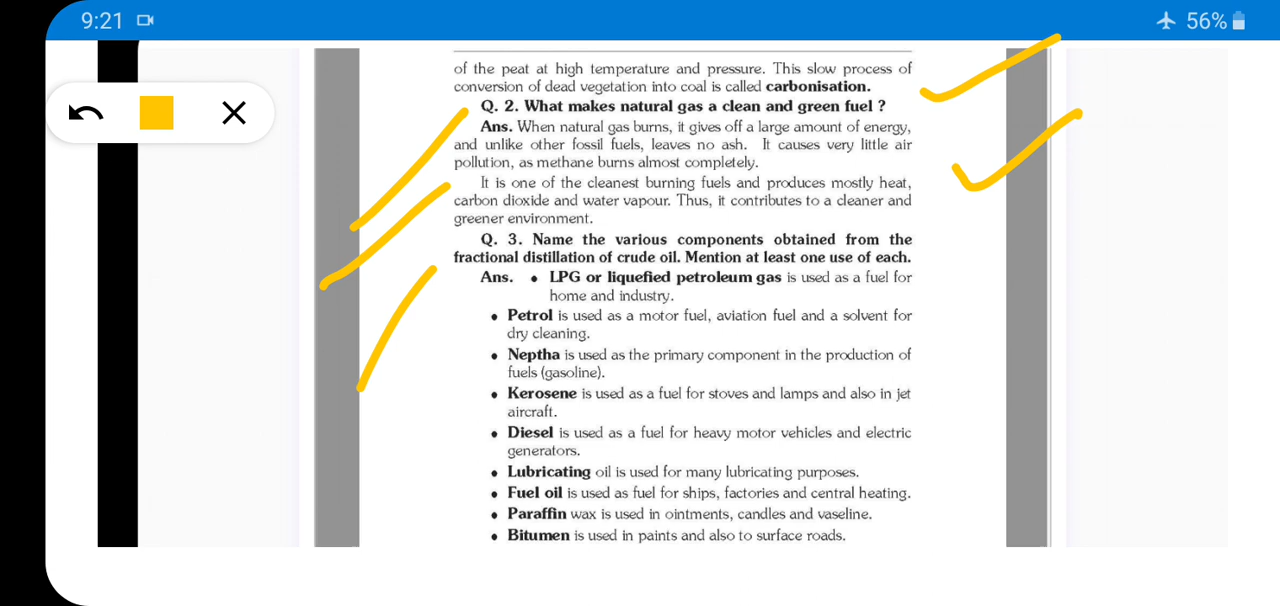 9:21
56%
of the peat at high temperature and pressure. This slow process of
conversion of dead vegetation into coal is called carbonisation.
Q. 2. What makes natural gas a clean and green fuel ?
Ans. When natural gas burns, it gives off a large amount of energy,
and unlike other fossil fuels, leaves no ash. It causes very little air
pollution, as methane burns almost completely.
It is one of the cleanest burning fuels and produces mostly heat,
carbon dioxide and water vapour. Thus, it contributes to a cleaner and
greener environment.
Q. 3. Name the various components obtained from the
fractional distillation of crude oil. Mention at least one use of each.
Ans. • LPG or liquefied petroleum gas is used as a fuel for
home and industry.
• Petrol is used as a motor fuel, aviation fuel and a solvent for
dry cleaning.
• Neptha is used as the primary component in the production of
fuels (gasoline).
• Kerosene is used as a fuel for stoves and lamps and also in jet
aircraft.
• Diesel is used as a fuel for heavy motor vehicles and electric
generators.
• Lubricating oil is used for many lubricating purposes.
• Fuel oil is used as fuel for ships, factories and central heating.
• Paraffin wax is used in ointments, candles and vaseline.
• Bitumen is used in paints and also to surface roads.